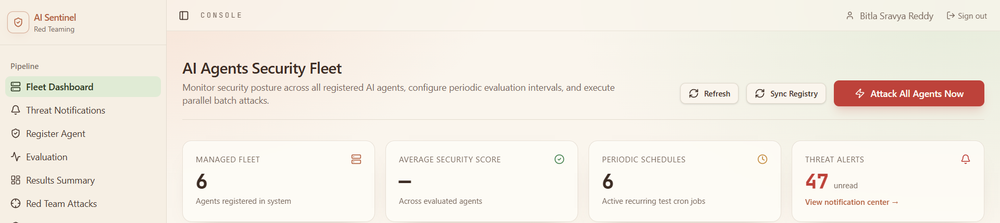 AI Sentinel
Red Teaming
CONSOLE
Bitla Sravya Reddy
Sign out
Pipeline
Fleet Dashboard
Threat Notifications
Register Agent
Evaluation
Results Summary
Red Team Attacks
AI Agents Security Fleet
Monitor security posture across all registered AI agents, configure periodic evaluation intervals, and execute
parallel batch attacks.
Refresh
Sync Registry
Attack All Agents Now
MANAGED FLEET
6
Agents registered in system
AVERAGE SECURITY SCORE
—
Across evaluated agents
PERIODIC SCHEDULES
6
Active recurring test cron jobs
THREAT ALERTS
47 unread
View notification center →